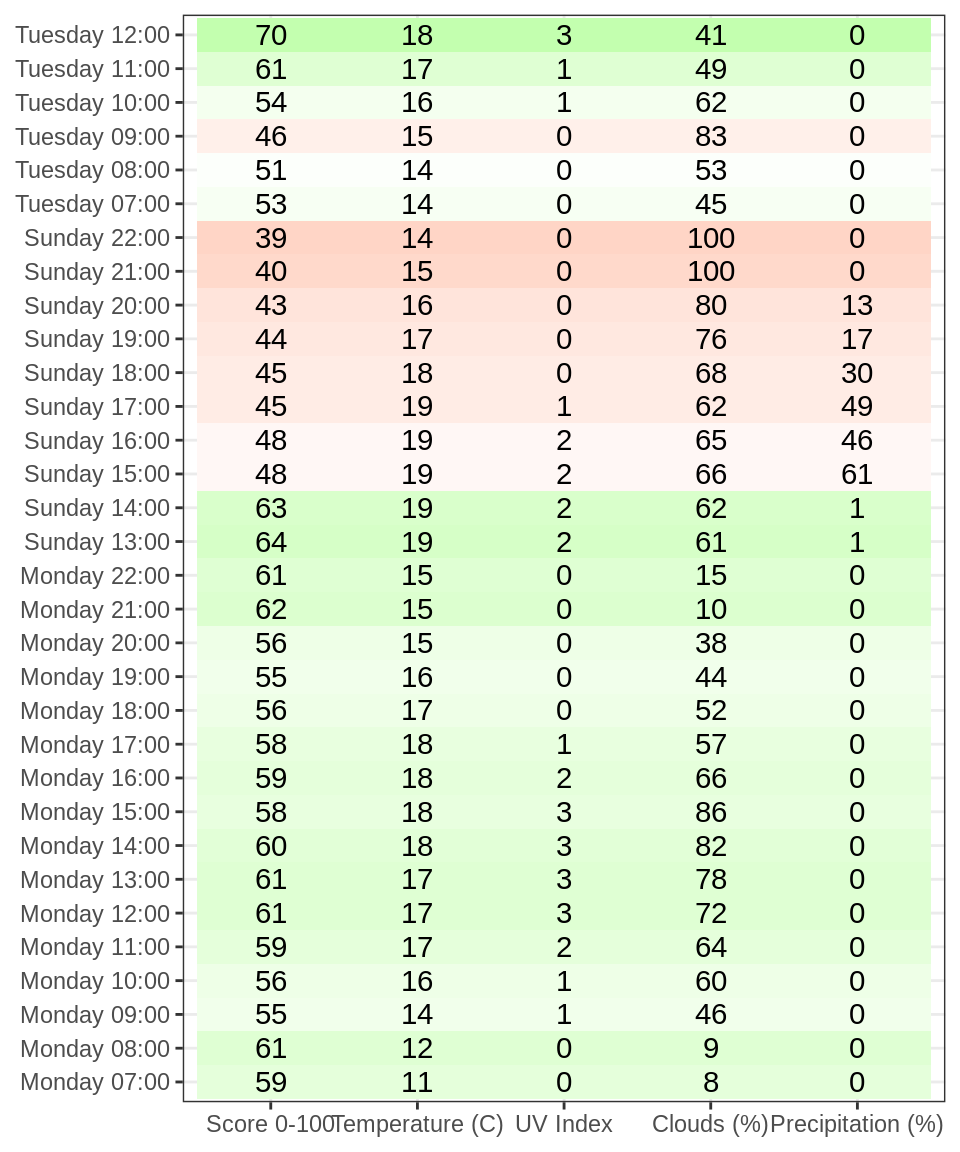 Tuesday 12:00 70 18 3 41 0
Tuesday 11:00 61 17 1 49 0
Tuesday 10:00 54 16 1 62 0
Tuesday 09:00 46 15 0 83 0
Tuesday 08:00 51 14 0 53 0
Tuesday 07:00 53 14 0 45 0
Sunday 22:00 39 14 0 100 0
Sunday 21:00 40 15 0 100 0
Sunday 20:00 43 16 0 80 13
Sunday 19:00 44 17 0 76 17
Sunday 18:00 45 18 0 68 30
Sunday 17:00 45 19 1 62 49
Sunday 16:00 48 19 2 65 46
Sunday 15:00 48 19 2 66 61
Sunday 14:00 63 19 2 62 1
Sunday 13:00 64 19 2 61 1
Monday 22:00 61 15 0 15 0
Monday 21:00 62 15 0 10 0
Monday 20:00 56 15 0 38 0
Monday 19:00 55 16 0 44 0
Monday 18:00 56 17 0 52 0
Monday 17:00 58 18 1 57 0
Monday 16:00 59 18 2 66 0
Monday 15:00 58 18 3 86 0
Monday 14:00 60 18 3 82 0
Monday 13:00 61 17 3 78 0
Monday 12:00 61 17 3 72 0
Monday 11:00 59 17 2 64 0
Monday 10:00 56 16 1 60 0
Monday 09:00 55 14 1 46 0
Monday 08:00 61 12 0 9 0
Monday 07:00 59 11 0 8 0
Score 0-100 Temperature (C) UV Index Clouds (%) Precipitation (%)